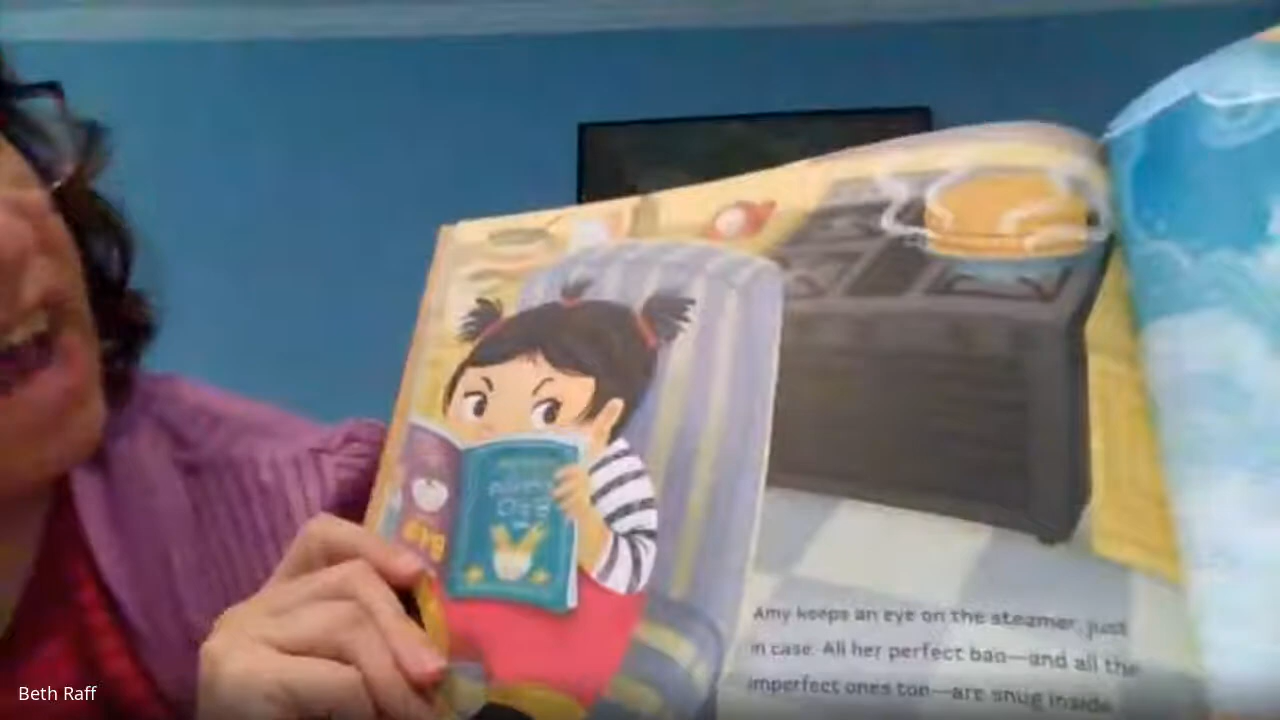 Amy keeps an eye on the steamer, just
in case. All her perfect bao—and all the
imperfect ones too—are snug inside.
Beth Raff